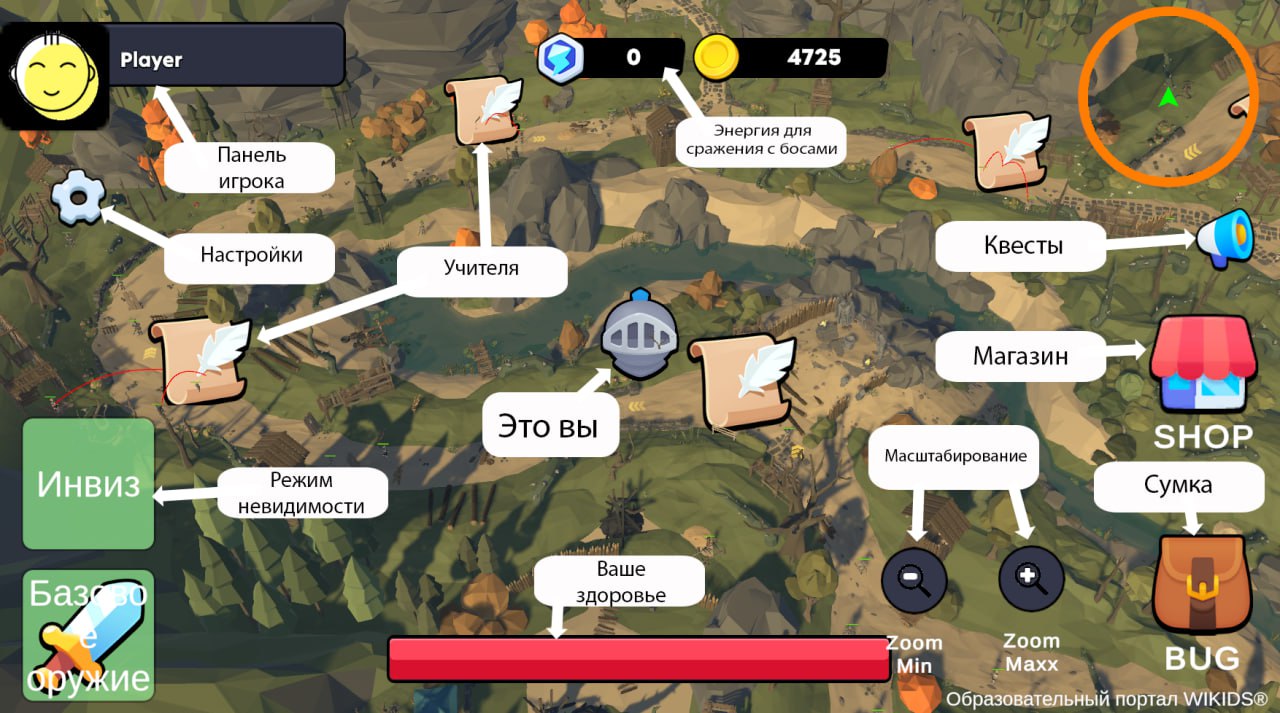 Player
0
4725
Энергия для
сражения с босами
Панель
игрока
Настройки
Учителя
Квесты
Магазин
SHOP
Это вы
Масштабирование
Инвиз
Режим
невидимости
Сумка
Ваше
здоровье
Базово
е
оружие
Zoom
Min
Zoom
Maxx
BUG
Образовательный портал WIKIDS®